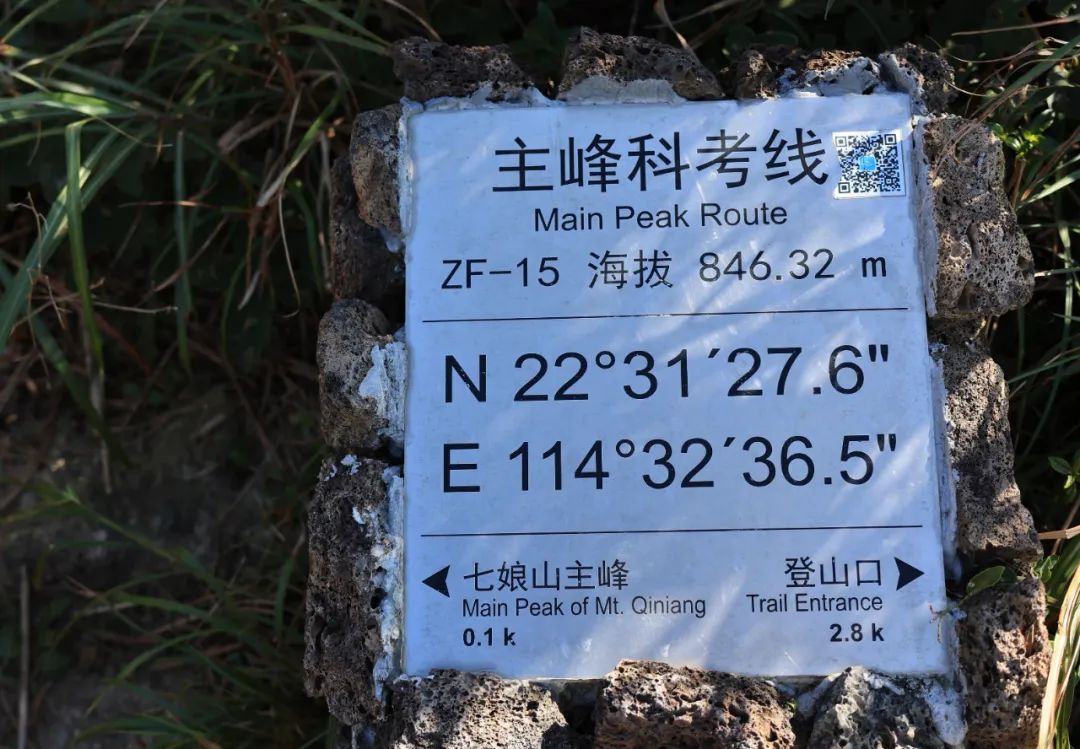 主峰科考线
Main Peak Route
ZF-15 海拔 846.32 m
N 22°31′27.6"
E 114°32′36.5"
七娘山主峰
Main Peak of Mt. Qiniang
0.1 k
登山口
Trail Entrance
2.8 k